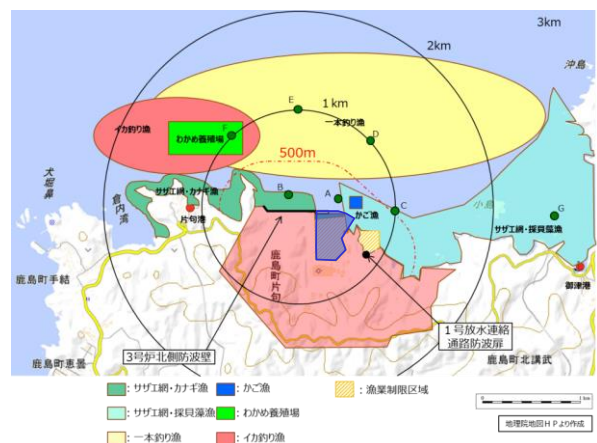 3km
2km
沖島
E
1km
一本釣り漁
イカ釣り漁
F
わかめ養殖場
D
500m
犬堀鼻
倉内湾
サザエ網・カナギ漁
片句港
B
A
かご漁
C
小島
G
サザエ網・採貝藻漁
御津港
鹿島町手結
鹿島町片句
3号炉北側防波壁
1号放水連絡
通路防波扉
鹿島町恵曇
鹿島町北講武
:サザエ網・カナギ漁
:かご漁
:漁業制限区域
:サザエ網・採貝藻漁
:わかめ養殖場
:一本釣り漁
:イカ釣り漁
0
1km
地理院地図HPより作成